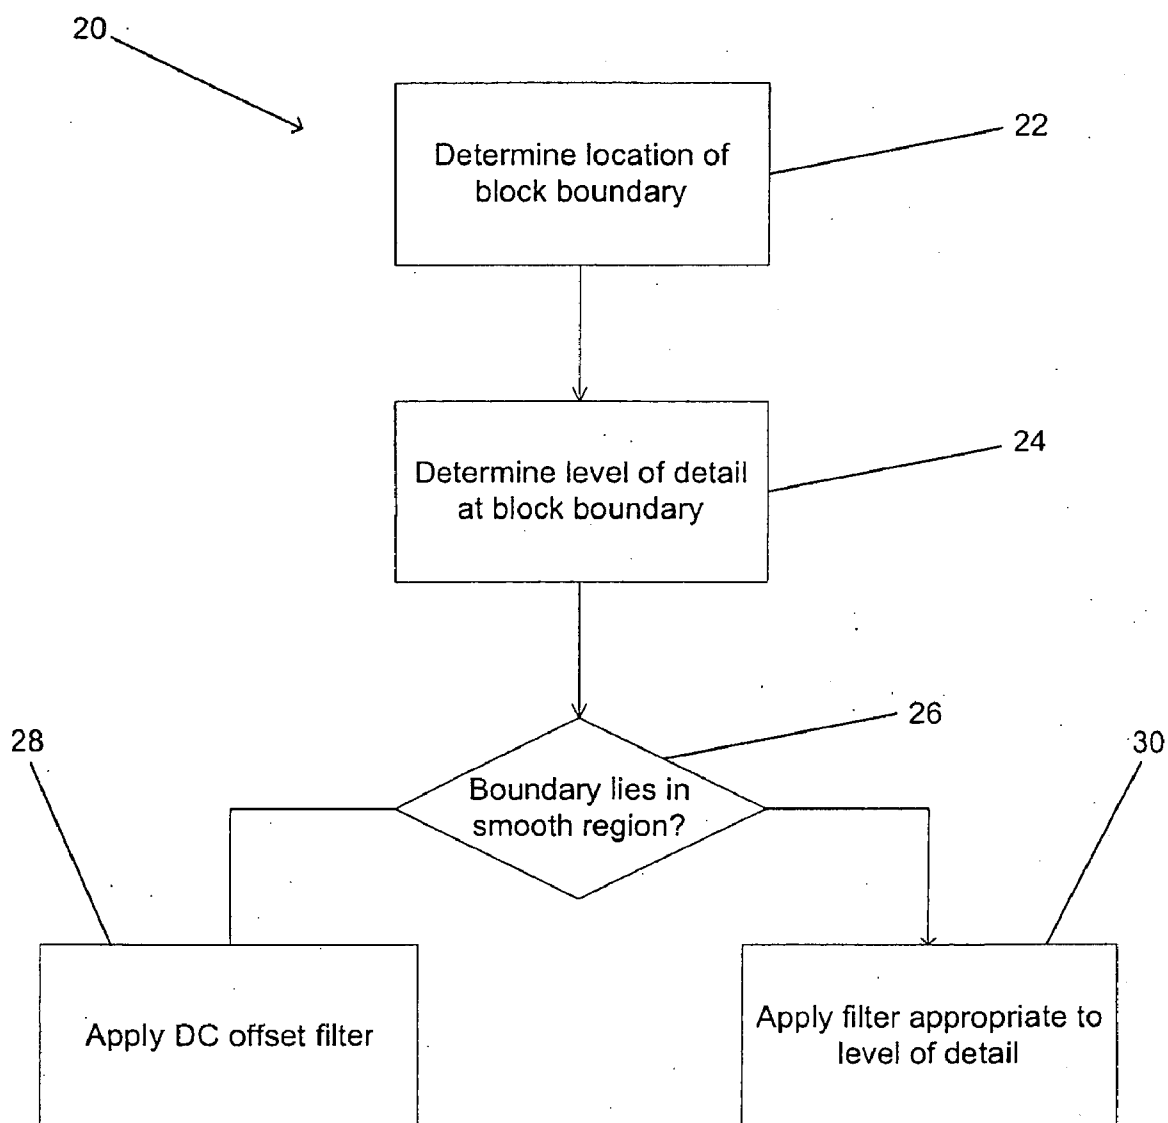 20
22
Determine location of
block boundary
24
Determine level of detail
at block boundary
26
28
30
Boundary lies in
smooth region?
Apply DC offset filter
Apply filter appropriate to
level of detail